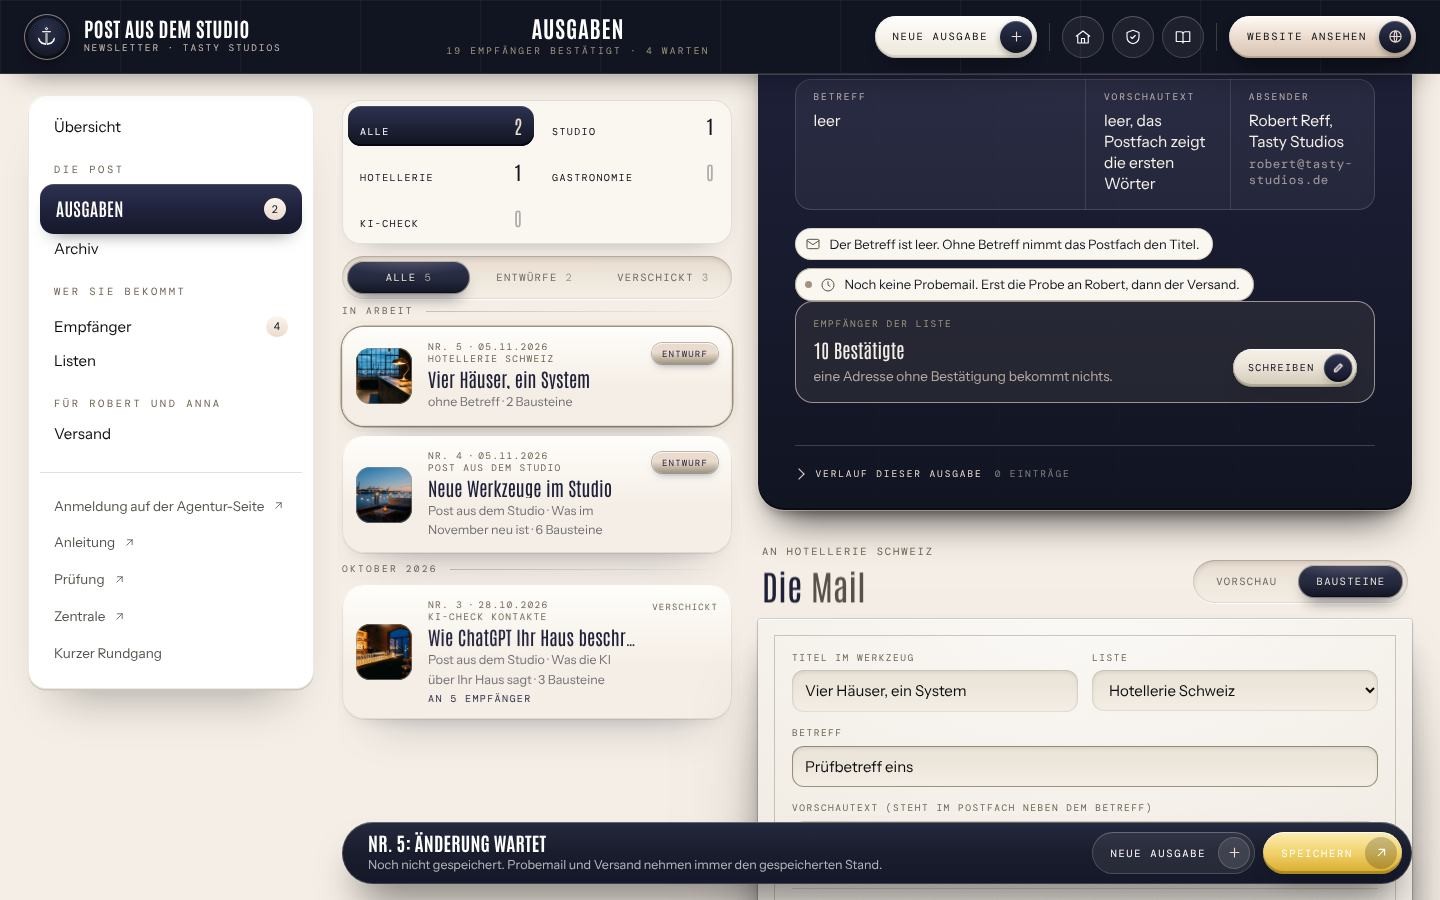 POST AUS DEM STUDIO
NEWSLETTER · TASTY STUDIOS
AUSGABEN
19 EMPFÄNGER BESTÄTIGT · 4 WARTEN
NEUE AUSGABE
WEBSITE ANSEHEN
Übersicht
DIE POST
AUSGABEN 2
Archiv
WER SIE BEKOMMT
Empfänger 4
Listen
FÜR ROBERT UND ANNA
Versand
Anmeldung auf der Agentur-Seite
Anleitung
Prüfung
Zentrale
Kurzer Rundgang
ALLE 2
STUDIO 1
HOTELLERIE 1
GASTRONOMIE 0
KI-CHECK 0
ALLE 5
ENTWÜRFE 2
VERSCHICKT 3
IN ARBEIT
NR. 5 · 05.11.2026
HOTELLERIE SCHWEIZ
ENTWURF
Vier Häuser, ein System
ohne Betreff · 2 Bausteine
NR. 4 · 05.11.2026
POST AUS DEM STUDIO
ENTWURF
Neue Werkzeuge im Studio
Post aus dem Studio · Was im
November neu ist · 6 Bausteine
OKTOBER 2026
NR. 3 · 28.10.2026
KI-CHECK KONTAKTE
VERSCHICKT
Wie ChatGPT Ihr Haus beschr…
Post aus dem Studio · Was die KI
über Ihr Haus sagt · 3 Bausteine
AN 5 EMPFÄNGER
BETREFF
leer
VORSCHAUTEXT
leer, das
Postfach zeigt
die ersten
Wörter
ABSENDER
Robert Reff,
Tasty Studios
robert@tasty-
studios.de
Der Betreff ist leer. Ohne Betreff nimmt das Postfach den Titel.
Noch keine Probemail. Erst die Probe an Robert, dann der Versand.
EMPFÄNGER DER LISTE
10 Bestätigte
eine Adresse ohne Bestätigung bekommt nichts.
SCHREIBEN
VERLAUF DIESER AUSGABE 0 EINTRÄGE
AN HOTELLERIE SCHWEIZ
Die Mail
VORSCHAU
BAUSTEINE
TITEL IM WERKZEUG
Vier Häuser, ein System
LISTE
Hotellerie Schweiz
BETREFF
Prüfbetreff eins
VORSCHAUTEXT (STEHT IM POSTFACH NEBEN DEM BETREFF)
NR. 5: ÄNDERUNG WARTET
Noch nicht gespeichert. Probemail und Versand nehmen immer den gespeicherten Stand.
NEUE AUSGABE
SPEICHERN